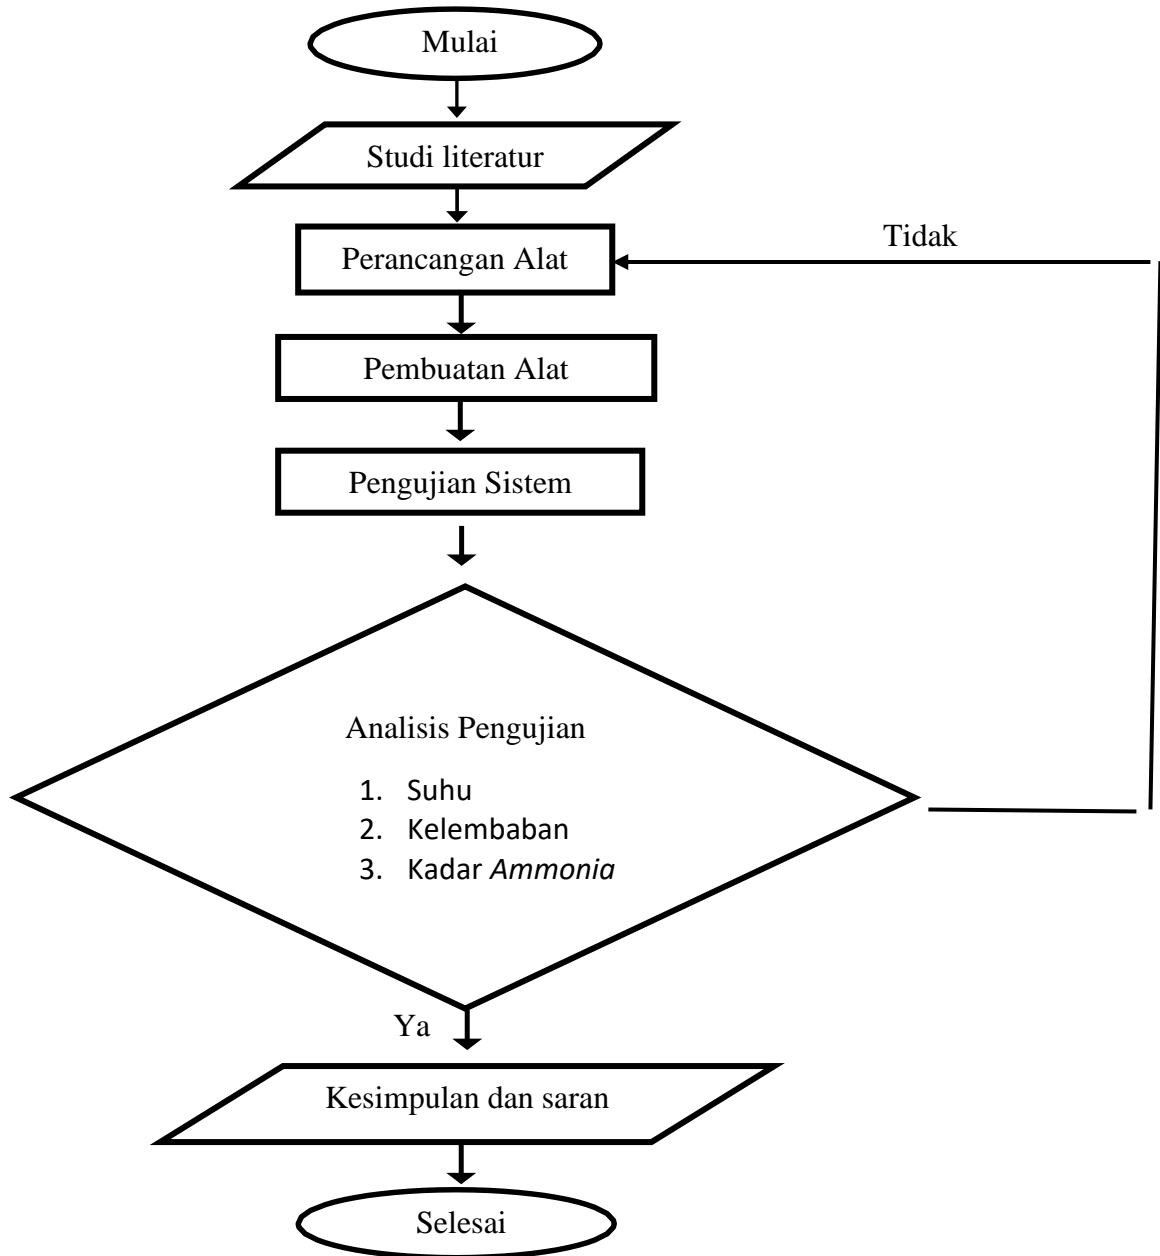 Mulai
Studi literatur
Tidak
Perancangan Alat
Pembuatan Alat
Pengujian Sistem
Analisis Pengujian
1. Suhu
2. Kelembaban
3. Kadar Ammonia
Ya
Kesimpulan dan saran
Selesai